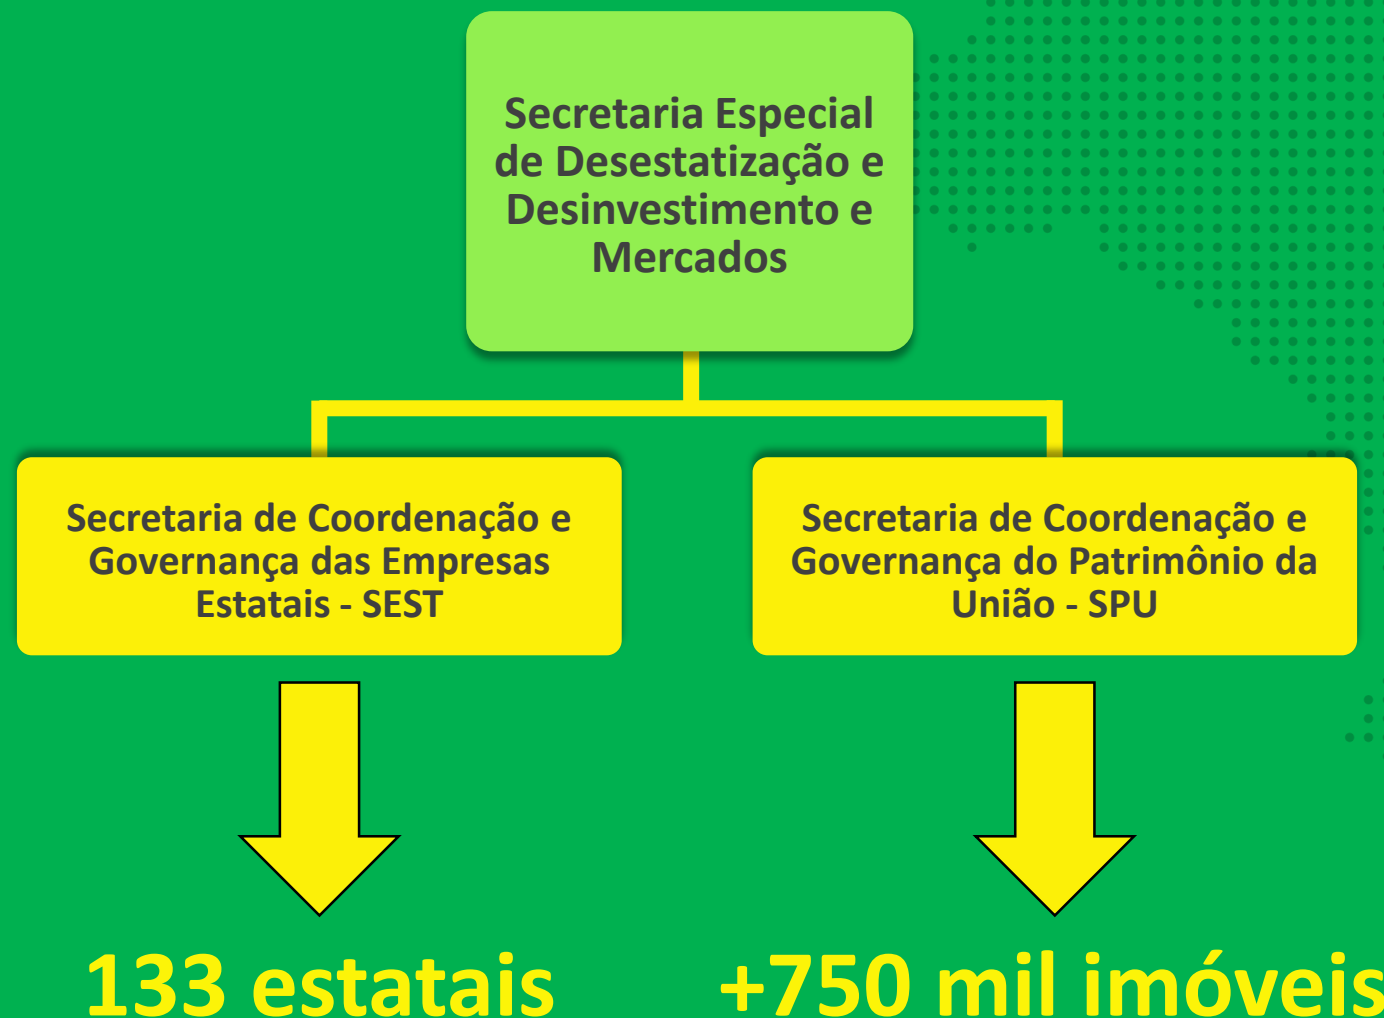 Secretaria Especial
de Desestatização e
Desinvestimento e
Mercados
Secretaria de Coordenação e
Governança das Empresas
Estatais - SEST
Secretaria de Coordenação e
Governança do Patrimônio da
União - SPU
133 estatais
+750 mil imóveis